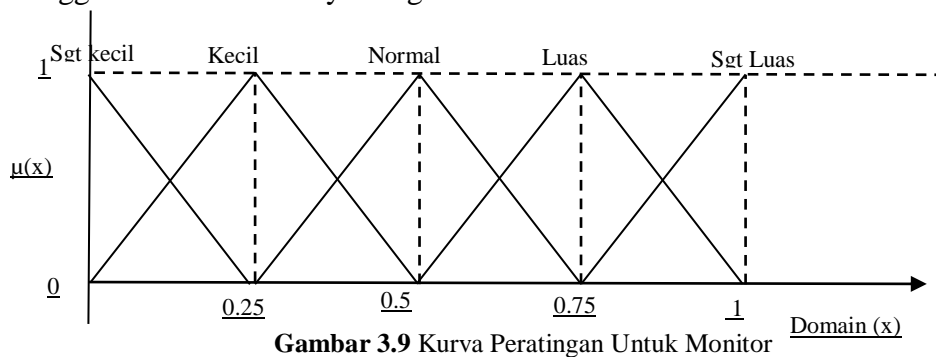 Sgt kecil Kecil Normal Luas Sgt Luas
1
µ(x)
0
0.25 0.5 0.75 1
Domain (x)
Gambar 3.9 Kurva Peratingan Untuk Monitor